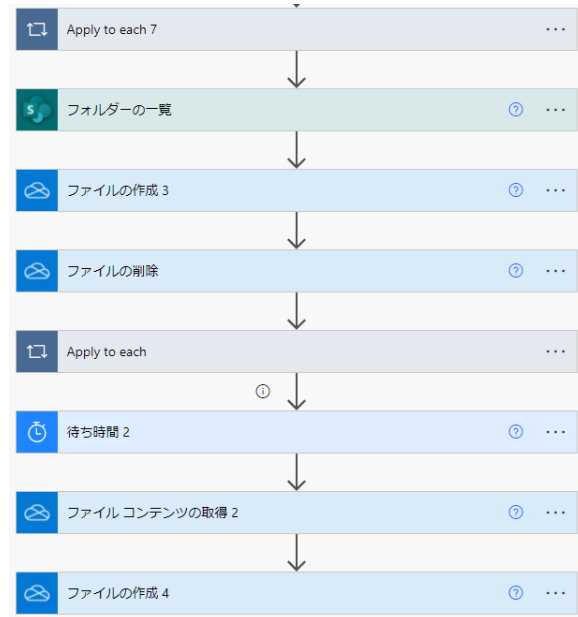 Apply to each 7
フォルダーの一覧
ファイルの作成 3
ファイルの削除
Apply to each
待ち時間 2
ファイル コンテンツの取得 2
ファイルの作成 4